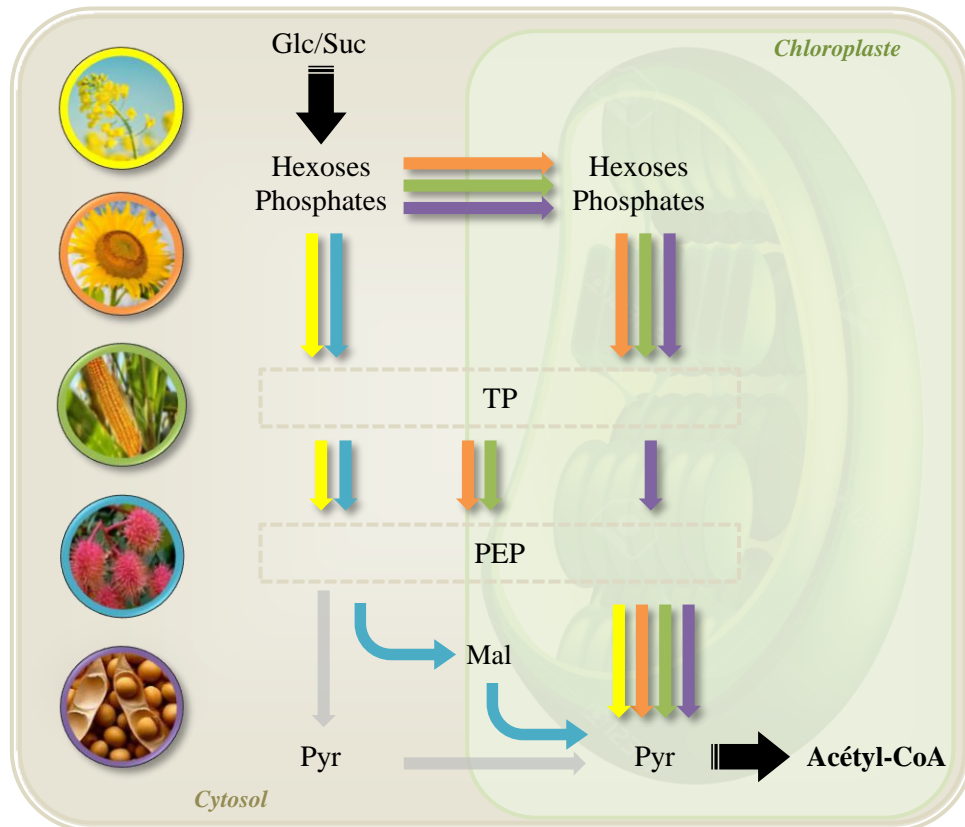 Glc/Suc
Chloroplaste
Hexoses
Phosphates
Hexoses
Phosphates
TP
PEP
Mal
Pyr
Pyr
Acétyl-CoA
Cytosol